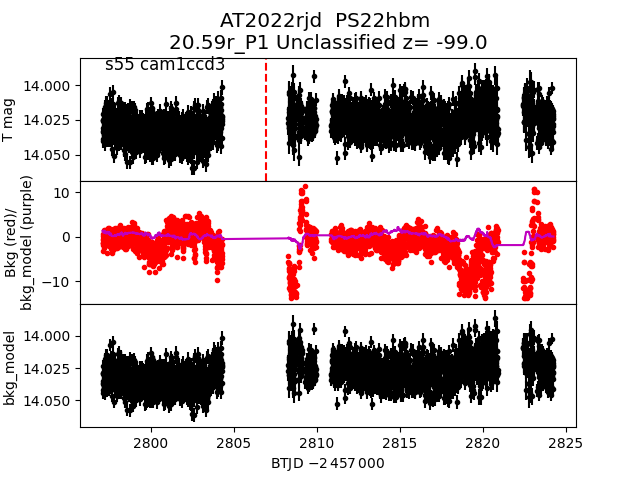 AT2022rjd  PS22hbm
20.59r_P1 Unclassified z= -99.0
s55 cam1ccd3
T mag
14.000
14.025
14.050
Bkg (red)/
bkg_model (purple)
10
0
−10
bkg_model
14.000
14.025
14.050
2800
2805
2810
2815
2820
2825
BTJD −2 457 000